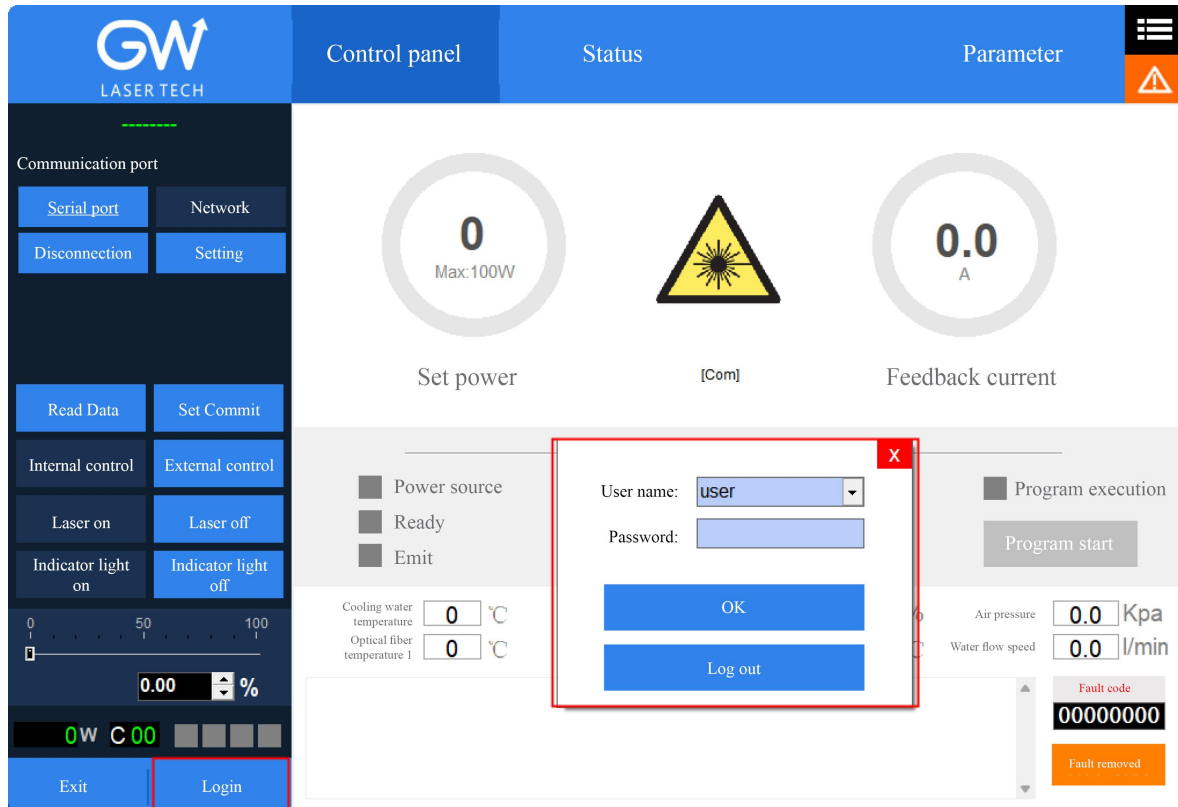 GW
LASER TECH
Control panel
Status
Parameter
--------
Communication port
Serial port
Network
Disconnection
Setting
Read Data
Set Commit
Internal control
External control
Laser on
Laser off
Indicator light
on
Indicator light
off
0 50 100
0.00 %
0W C 00
Exit
Login
0
Max:100W
Set power
[Com]
0.0
A
Feedback current
Power source
Ready
Emit
Program execution
Program start
X
User name: user
Password:
OK
Log out
Cooling water
temperature
0 ℃
Optical fiber
temperature 1
0 ℃
Air pressure 0.0 Kpa
Water flow speed 0.0 l/min
Fault code
00000000
Fault removed